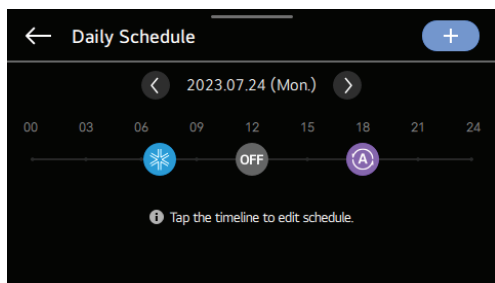 Daily Schedule
2023.07.24 (Mon.)
00 03 06 09 12 15 18 21 24
OFF A
Tap the timeline to edit schedule.